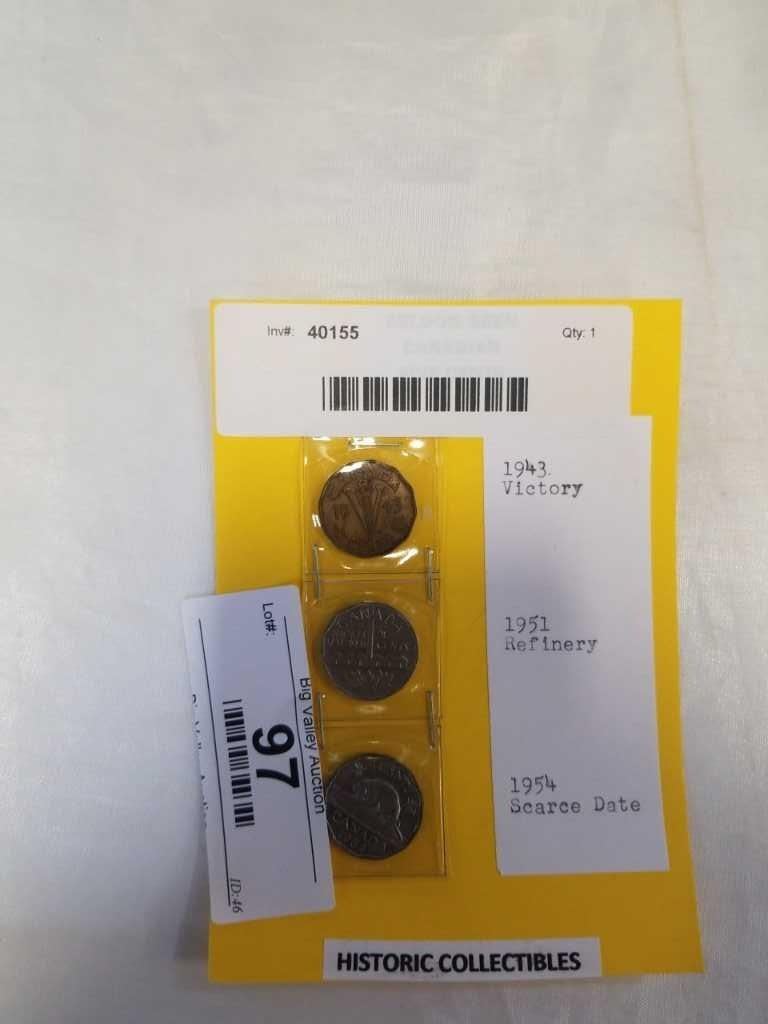 Inv#: 40155 Qty: 1
1943.
Victory
1951
Refinery
1954
Scarce Date
CANADA
Lot#:
97
Big Valley Auction
ID:46
HISTORIC COLLECTIBLES